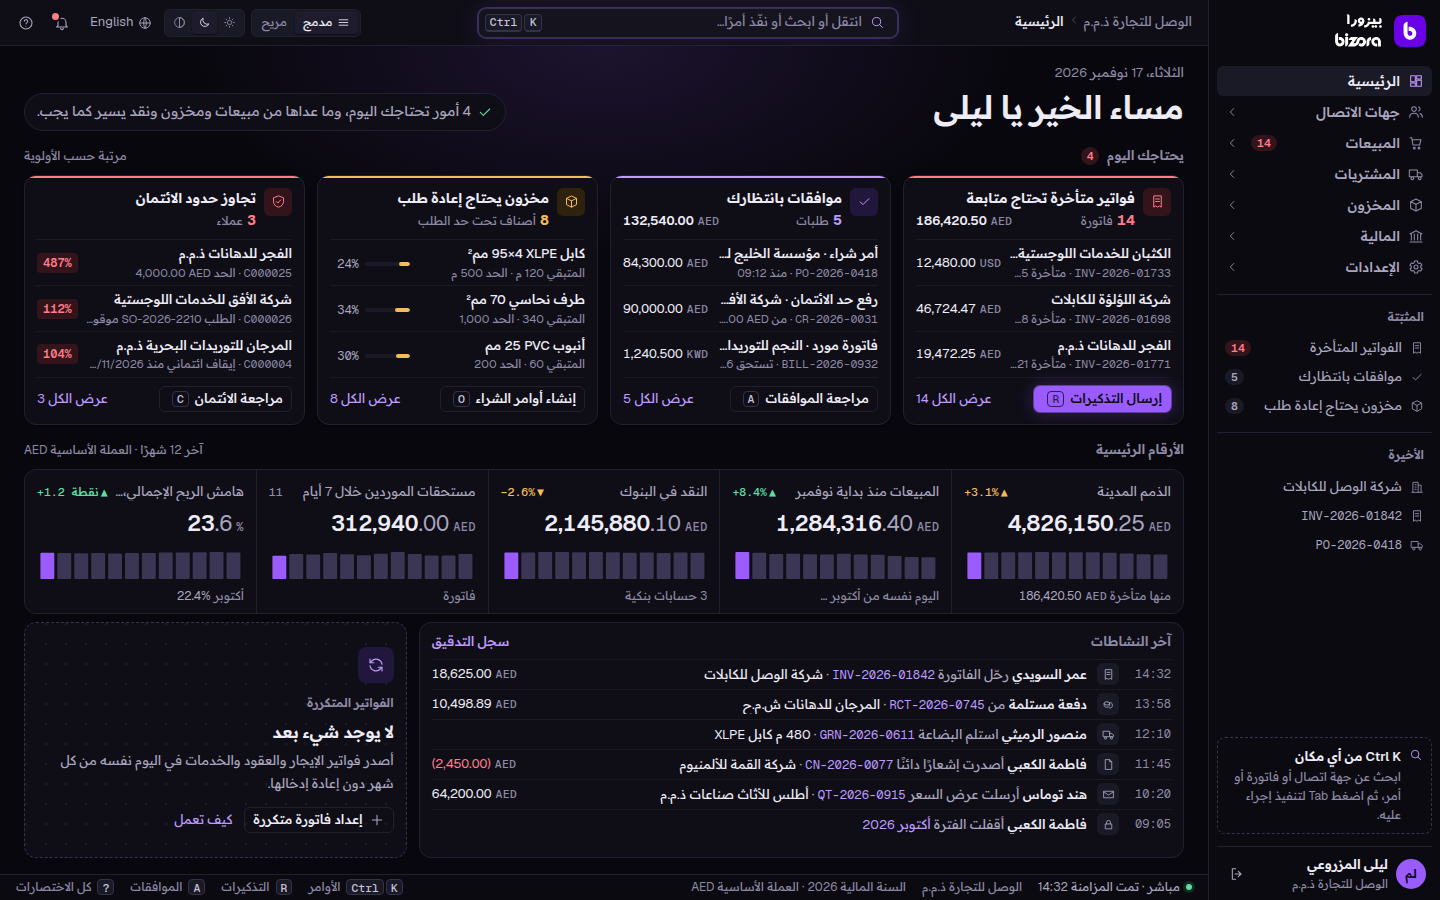 بيزورا
bizora
الرئيسية
جهات الاتصال
المبيعات 14
المشتريات
المخزون
المالية
الإعدادات
المثبّتة
الفواتير المتأخرة 14
موافقات بانتظارك 5
مخزون يحتاج إعادة طلب 8
الأخيرة
شركة الوصل للكابلات
INV-2026-01842
PO-2026-0418
Ctrl K من أي مكان
ابحث عن جهة اتصال أو فاتورة أو
أمر، ثم اضغط Tab لتنفيذ إجراء
عليه.
لم
ليلى المزروعي
الوصل للتجارة ذ.م.م
الوصل للتجارة ذ.م.م
الرئيسية
انتقل أو ابحث أو نفّذ أمرًا...
Ctrl K
مدمج
مريح
English
الثلاثاء، 17 نوفمبر 2026
مساء الخير يا ليلى
4 أمور تحتاجك اليوم، وما عداها من مبيعات ومخزون ونقد يسير كما يجب.
يحتاجك اليوم 4
مرتبة حسب الأولوية
فواتير متأخرة تحتاج متابعة
14 فاتورة
186,420.50 AED
الكثبان للخدمات اللوجستية...
INV-2026-01733 · متأخرة 5...
12,480.00 USD
شركة اللؤلؤة للكابلات
INV-2026-01698 · متأخرة 8...
46,724.47 AED
الفجر للدهانات ذ.م.م
INV-2026-01771 · متأخرة 21...
19,472.25 AED
إرسال التذكيرات R
عرض الكل 14
موافقات بانتظارك
5 طلبات
132,540.00 AED
أمر شراء · مؤسسة الخليج لـ...
PO-2026-0418 · منذ 09:12
84,300.00 AED
رفع حد الائتمان · شركة الأف...
CR-2026-0031 · من AED 00...
90,000.00 AED
فاتورة مورد · النجم للتوريدا...
BILL-2026-0932 · تستحق 6...
1,240.500 KWD
مراجعة الموافقات A
عرض الكل 5
مخزون يحتاج إعادة طلب
8 أصناف تحت حد الطلب
كابل XLPE 4×95 مم²
المتبقي 120 م · الحد 500 م
24%
طرف نحاسي 70 مم²
المتبقي 340 · الحد 1,000
34%
أنبوب PVC 25 مم
المتبقي 60 · الحد 200
30%
إنشاء أوامر الشراء O
عرض الكل 8
تجاوز حدود الائتمان
3 عملاء
الفجر للدهانات ذ.م.م
C000025 · الحد 4,000.00 AED
487%
شركة الأفق للخدمات اللوجستية
C000026 · الطلب SO-2026-2210 موقو...
112%
المرجان للتوريدات البحرية ذ.م.م
C000004 · إيقاف ائتماني منذ 11/2026/...
104%
مراجعة الائتمان C
عرض الكل 3
الأرقام الرئيسية
آخر 12 شهرًا · العملة الأساسية AED
الذمم المدينة
+3.1%▲
4,826,150.25 AED
منها متأخرة 186,420.50 AED
المبيعات منذ بداية نوفمبر
+8.4%▲
1,284,316.40 AED
اليوم نفسه من أكتوبر ...
النقد في البنوك
−2.6%▼
2,145,880.10 AED
3 حسابات بنكية
مستحقات الموردين خلال 7 أيام
11
312,940.00 AED
فاتورة
هامش الربح الإجمالي،...
+1.2 نقطة▲
23.6 %
أكتوبر 22.4%
آخر النشاطات
سجل التدقيق
14:32 عمر السويدي رحّل الفاتورة INV-2026-01842 · شركة الوصل للكابلات 18,625.00 AED
13:58 دفعة مستلمة من RCT-2026-0745 · المرجان للدهانات ش.م.ح 10,498.89 AED
12:10 منصور الرميثي استلم البضاعة GRN-2026-0611 · 480 م كابل XLPE
11:45 فاطمة الكعبي أصدرت إشعارًا دائنًا CN-2026-0077 · شركة القمة للألمنيوم (2,450.00) AED
10:20 هند توماس أرسلت عرض السعر QT-2026-0915 · أطلس للأثاث صناعات ذ.م.م 64,200.00 AED
09:05 فاطمة الكعبي أقفلت الفترة أكتوبر 2026
الفواتير المتكررة
لا يوجد شيء بعد
أصدر فواتير الإيجار والعقود والخدمات في اليوم نفسه من كل
شهر دون إعادة إدخالها.
إعداد فاتورة متكررة
كيف تعمل
مباشر · تمت المزامنة 14:32
الوصل للتجارة ذ.م.م
السنة المالية 2026 · العملة الأساسية AED
Ctrl K الأوامر
R التذكيرات
A الموافقات
? كل الاختصارات